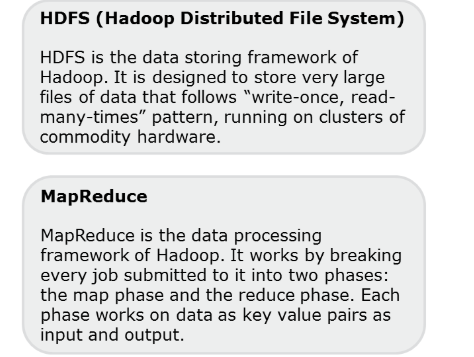 HDFS (Hadoop Distributed File System)
HDFS is the data storing framework of
Hadoop. It is designed to store very large
files of data that follows “write-once, read-
many-times” pattern, running on clusters of
commodity hardware.
MapReduce
MapReduce is the data processing
framework of Hadoop. It works by breaking
every job submitted to it into two phases:
the map phase and the reduce phase. Each
phase works on data as key value pairs as
input and output.